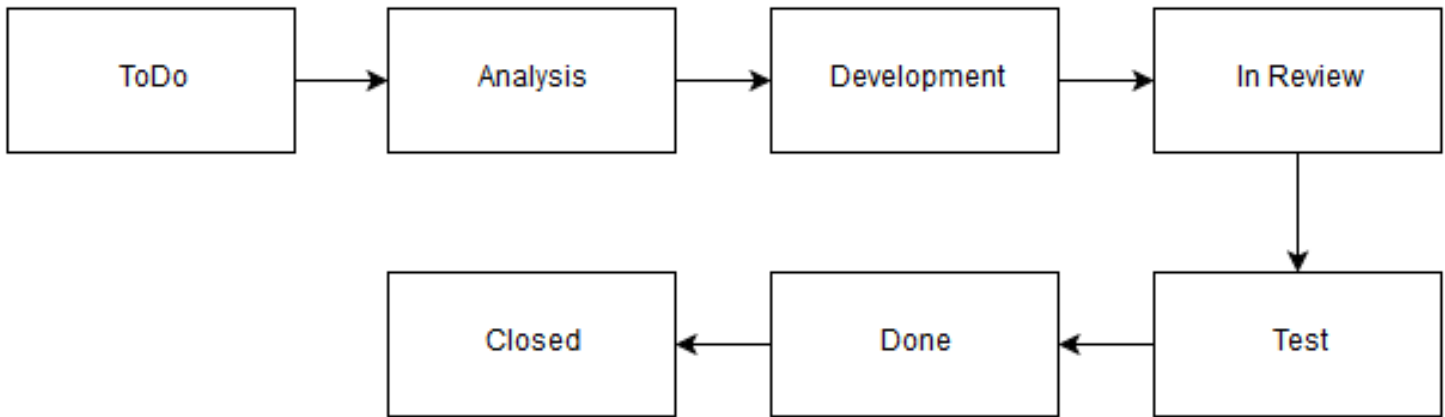 ToDo
Analysis
Development
In Review
Test
Done
Closed